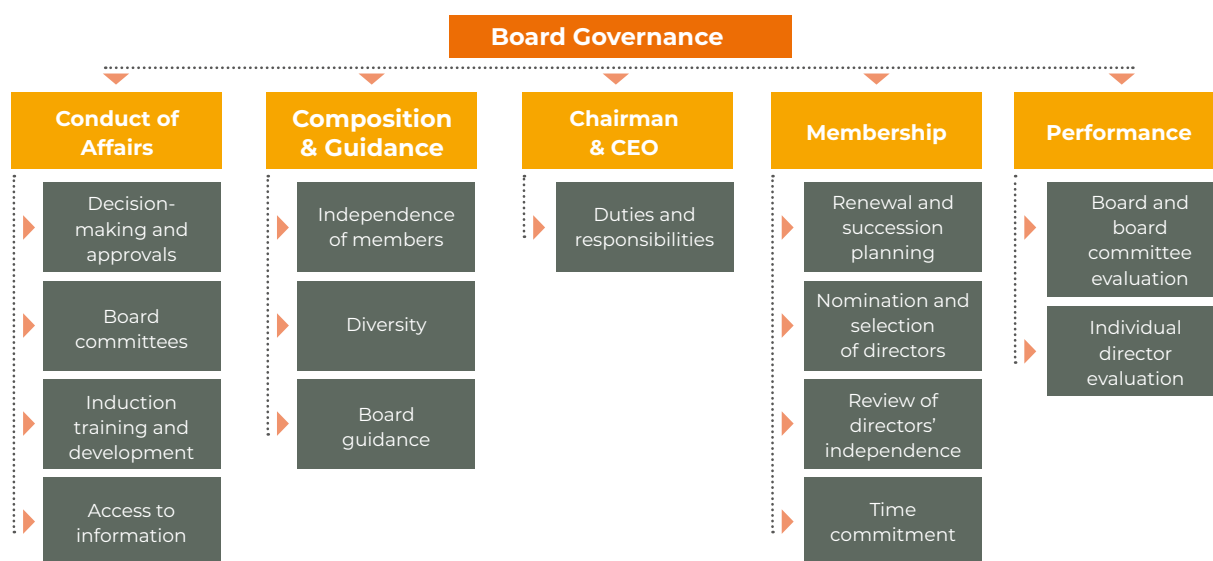 Board Governance
Conduct of
Affairs
Decision-
making and
approvals
Board
committees
Induction
training and
development
Access to
information
Composition
& Guidance
Independence
of members
Diversity
Board
guidance
Chairman
& CEO
Duties and
responsibilities
Membership
Renewal and
succession
planning
Nomination and
selection
of directors
Review of
directors’
independence
Time
commitment
Performance
Board and
board
committee
evaluation
Individual
director
evaluation